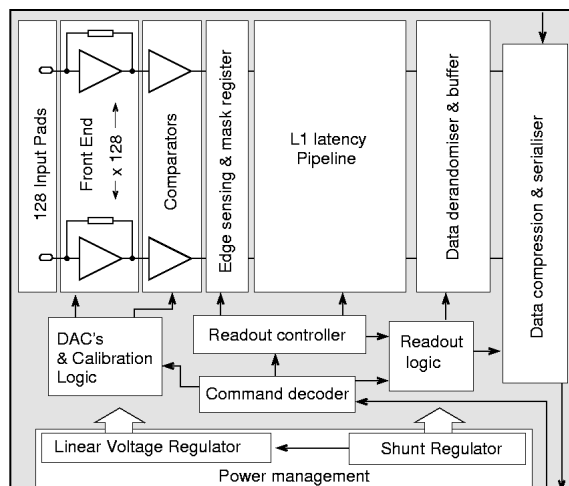 128 Input Pads
Front End
x 128
Comparators
Edge sensing & mask register
L1 latency
Pipeline
Data derandomiser & buffer
Data compression & serialiser
DAC's
& Calibration
Logic
Readout controller
Readout
logic
Command decoder
Linear Voltage Regulator
Shunt Regulator
Power management